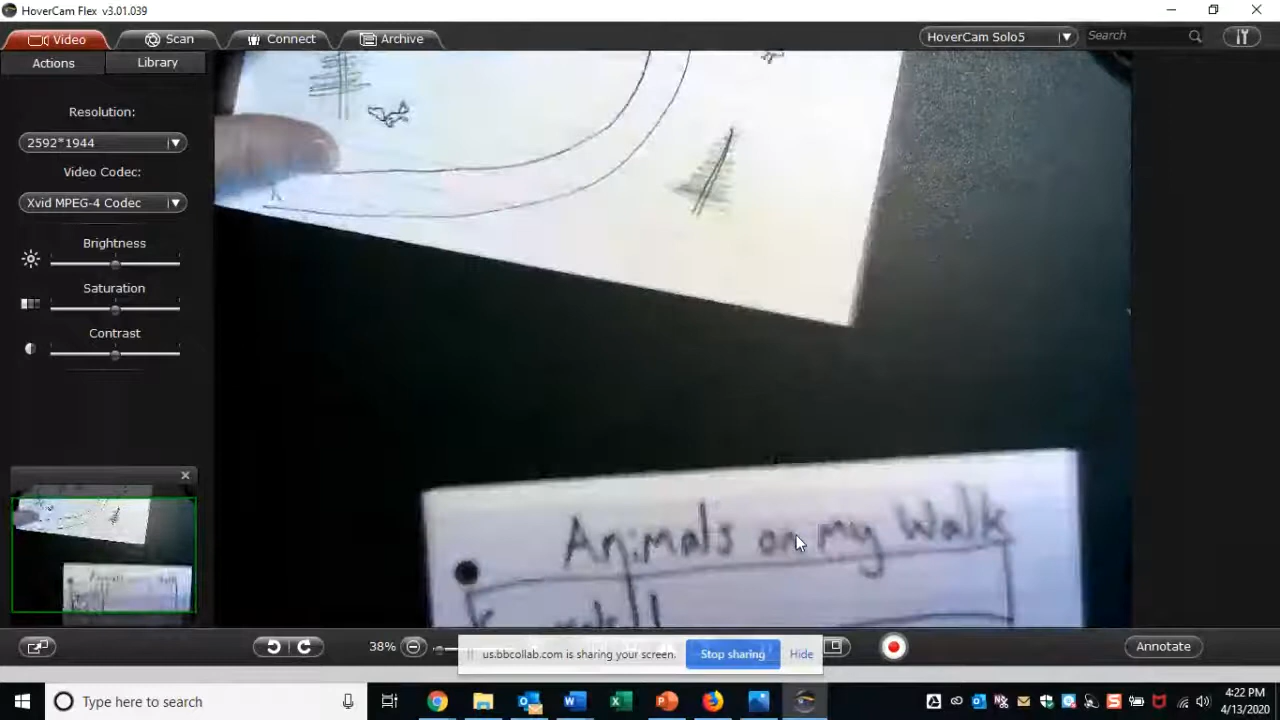 HoverCam Flex v3.01.039
Video Scan Connect Archive HoverCam Solo5 Search
Actions Library
Resolution:
2592*1944
Video Codec:
Xvid MPEG-4 Codec
Brightness
Saturation
Contrast
Animals on my Walk
38% us.bbcollab.com is sharing your screen. Stop sharing Hide Annotate
Type here to search
4:22 PM
4/13/2020